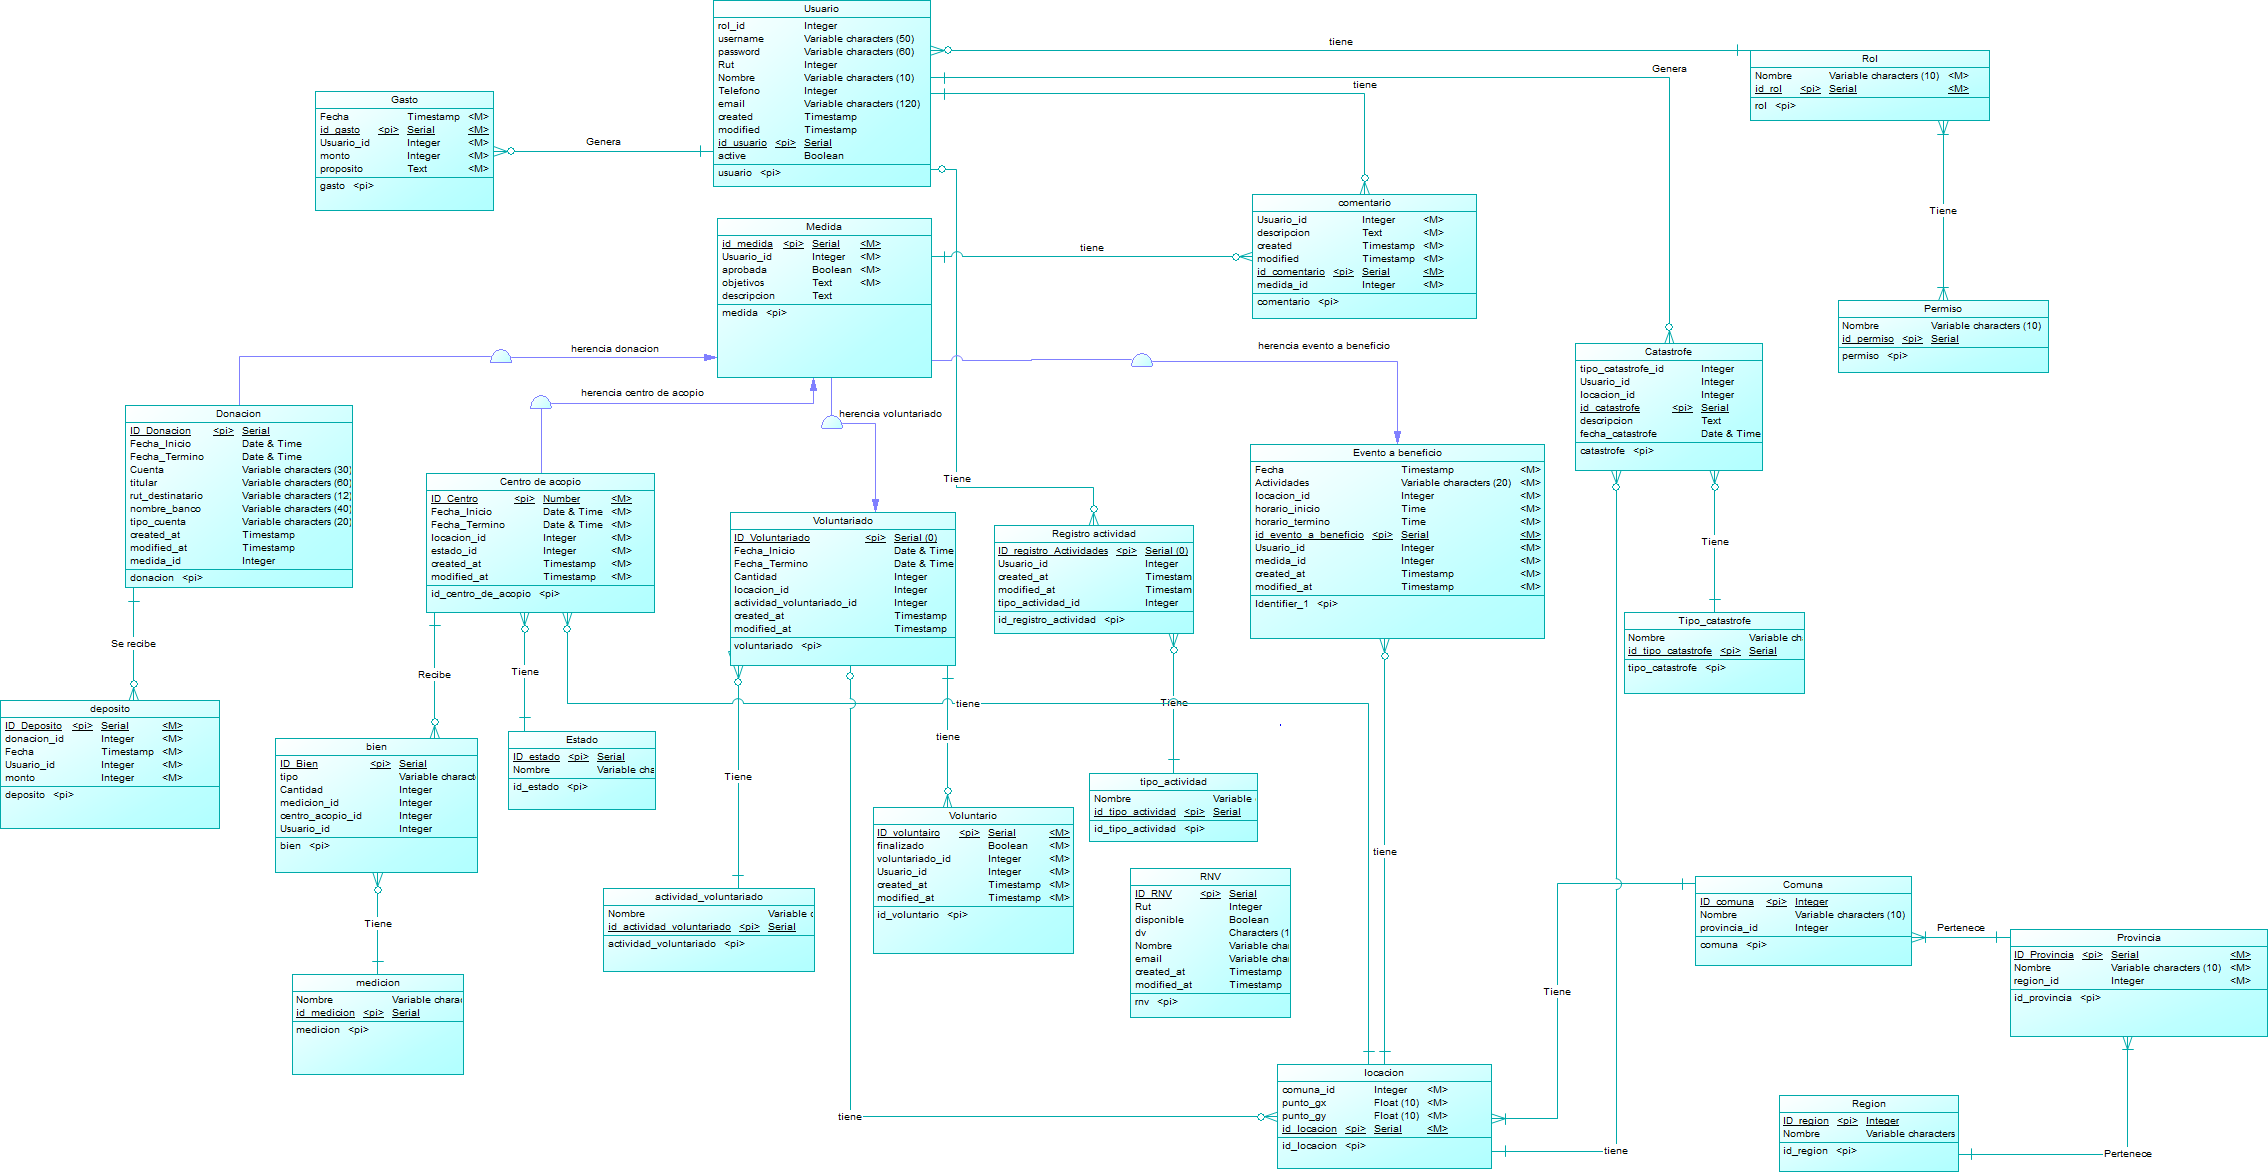 Usuario
rol_id Integer
username Variable characters (50)
password Variable characters (60)
Rut Integer
Nombre Variable characters (10)
Telefono Integer
email Variable characters (120)
created Timestamp
modified Timestamp
id_usuario <pi> Serial
active Boolean
usuario <pi>
tiene
Genera
tiene
Rol
Nombre Variable characters (10) <M>
id_rol <pi> Serial <M>
rol <pi>
Gasto
Fecha Timestamp <M>
id_gasto <pi> Serial <M>
Usuario_id Integer <M>
monto Integer <M>
proposito Text <M>
gasto <pi>
Genera
Tiene
comentario
Usuario_id Integer <M>
descripcion Text <M>
created Timestamp <M>
modified Timestamp <M>
id_comentario <pi> Serial <M>
medida_id Integer <M>
comentario <pi>
Medida
id_medida <pi> Serial <M>
Usuario_id Integer <M>
aprobada Boolean <M>
objetivos Text <M>
descripcion Text
medida <pi>
tiene
Permiso
Nombre Variable characters (10)
id_permiso <pi> Serial
permiso <pi>
herencia donacion
herencia evento a beneficio
herencia centro de acopio
herencia voluntariado
Catastrofe
tipo_catastrofe_id Integer
Usuario_id Integer
locacion_id Integer
id_catastrofe <pi> Serial
descripcion Text
fecha_catastrofe Date & Time
catastrofe <pi>
Donacion
ID_Donacion <pi> Serial
Fecha_Inicio Date & Time
Fecha_Termino Date & Time
Cuenta Variable characters (30)
titular Variable characters (60)
rut_destinatario Variable characters (12)
nombre_banco Variable characters (40)
tipo_cuenta Variable characters (20)
created_at Timestamp
modified_at Timestamp
medida_id Integer
donacion <pi>
Centro de acopio
ID_Centro <pi> Number <M>
Fecha_Inicio Date & Time <M>
Fecha_Termino Date & Time <M>
locacion_id Integer <M>
estado_id Integer <M>
created_at Timestamp <M>
modified_at Timestamp <M>
id_centro_de_acopio <pi>
Voluntariado
ID_Voluntariado <pi> Serial (0)
Fecha_Inicio Date & Time
Fecha_Termino Date & Time
Cantidad Integer
locacion_id Integer
actividad_voluntariado_id Integer
created_at Timestamp
modified_at Timestamp
voluntariado <pi>
Tiene
Registro actividad
ID_registro_Actividades <pi> Serial (0)
Usuario_id Integer
created_at Timestam
modified_at Timestam
tipo_actividad_id Integer
id_registro_actividad <pi>
Evento a beneficio
Fecha Timestamp <M>
Actividades Variable characters (20) <M>
locacion_id Integer <M>
horario_inicio Time <M>
horario_termino Time <M>
id_evento_a_beneficio <pi> Serial <M>
Usuario_id Integer <M>
medida_id Integer <M>
created_at Timestamp <M>
modified_at Timestamp <M>
Identifier_1 <pi>
Tiene
Tipo_catastrofe
Nombre Variable ch
id_tipo_catastrofe <pi> Serial
tipo_catastrofe <pi>
Se recibe
Recibe
Tiene
tiene
Tiene
tiene
Tiene
deposito
ID_Deposito <pi> Serial <M>
donacion_id Integer <M>
Fecha Timestamp <M>
Usuario_id Integer <M>
monto Integer <M>
deposito <pi>
bien
ID_Bien <pi> Serial
tipo Variable charact
Cantidad Integer
medicion_id Integer
centro_acopio_id Integer
Usuario_id Integer
bien <pi>
Estado
ID_estado <pi> Serial
Nombre Variable cha
id_estado <pi>
tipo_actividad
Nombre Variable
id_tipo_actividad <pi> Serial
id_tipo_actividad <pi>
Voluntario
ID_voluntairo <pi> Serial <M>
finalizado Boolean <M>
voluntariado_id Integer <M>
Usuario_id Integer <M>
created_at Timestamp <M>
modified_at Timestamp <M>
id_voluntario <pi>
tiene
actividad_voluntariado
Nombre Variable c
id_actividad_voluntariado <pi> Serial
actividad_voluntariado <pi>
RNV
ID_RNV <pi> Serial
Rut Integer
disponible Boolean
dv Characters (1
Nombre Variable cha
email Variable cha
created_at Timestamp
modified_at Timestamp
rnv <pi>
Tiene
medicion
Nombre Variable charac
id_medicion <pi> Serial
medicion <pi>
Comuna
ID_comuna <pi> Integer
Nombre Variable characters (10)
provincia_id Integer
comuna <pi>
Pertenece
Provincia
ID_Provincia <pi> Serial <M>
Nombre Variable characters (10) <M>
region_id Integer <M>
id_provincia <pi>
Tiene
locacion
comuna_id Integer <M>
punto_gx Float (10) <M>
punto_gy Float (10) <M>
id_locacion <pi> Serial <M>
id_locacion <pi>
tiene
tiene
Region
ID_region <pi> Integer
Nombre Variable characters
id_region <pi>
Pertenece